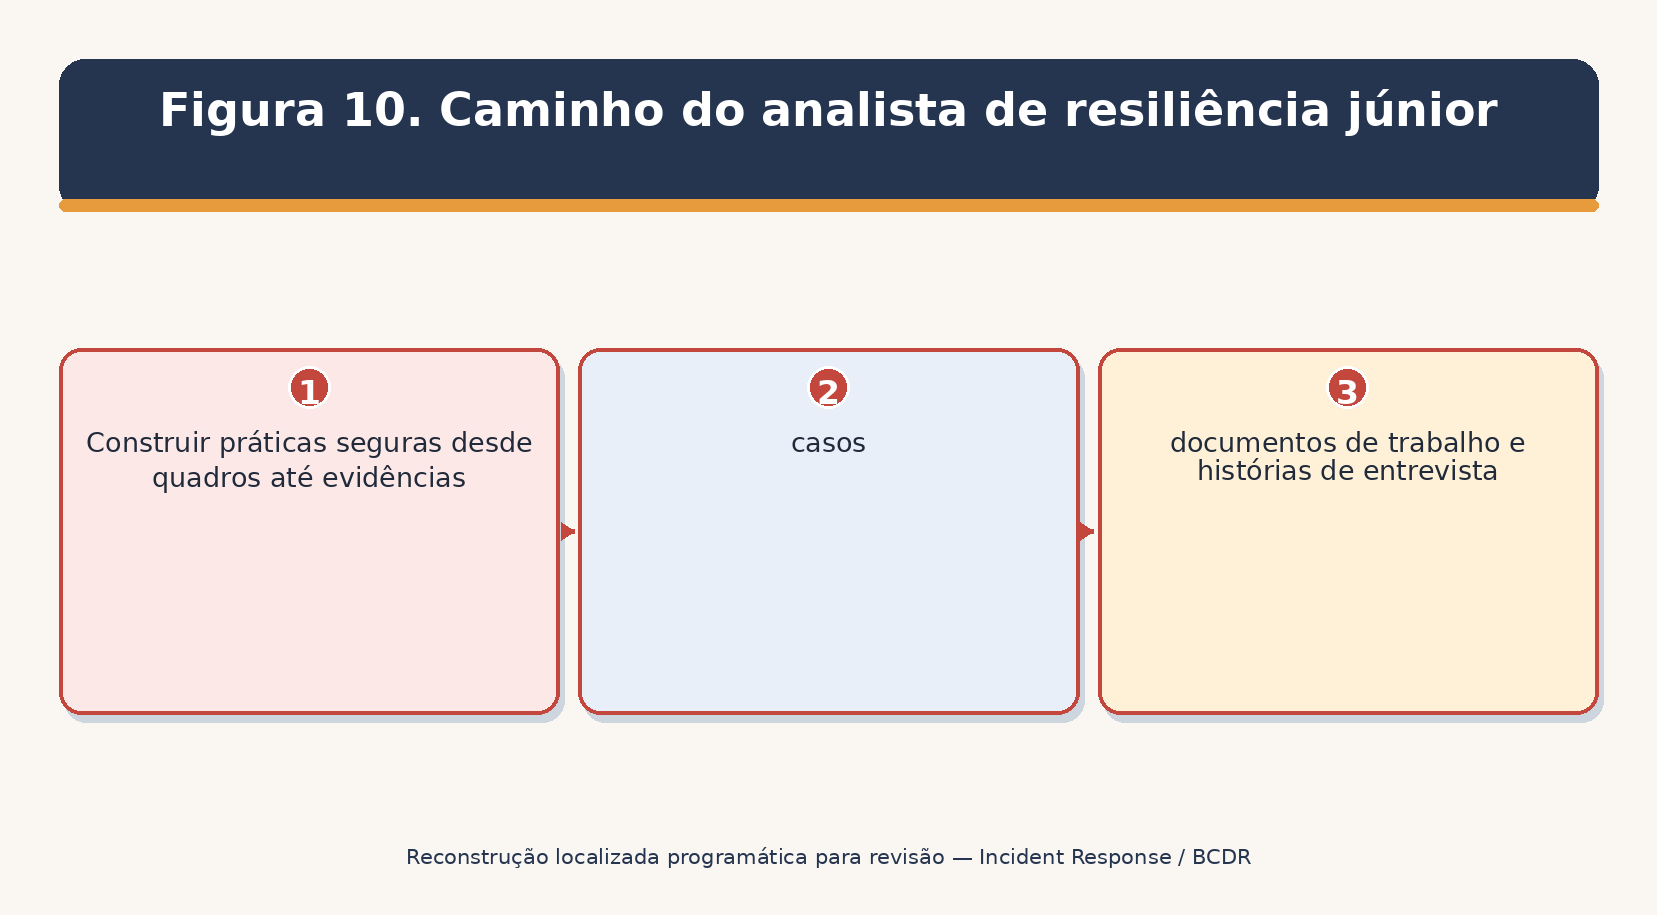 Figura 10. Caminho do analista de resiliência júnior
1
Construir práticas seguras desde
quadros até evidências
2
casos
3
documentos de trabalho e
histórias de entrevista
Reconstrução localizada programática para revisão — Incident Response / BCDR